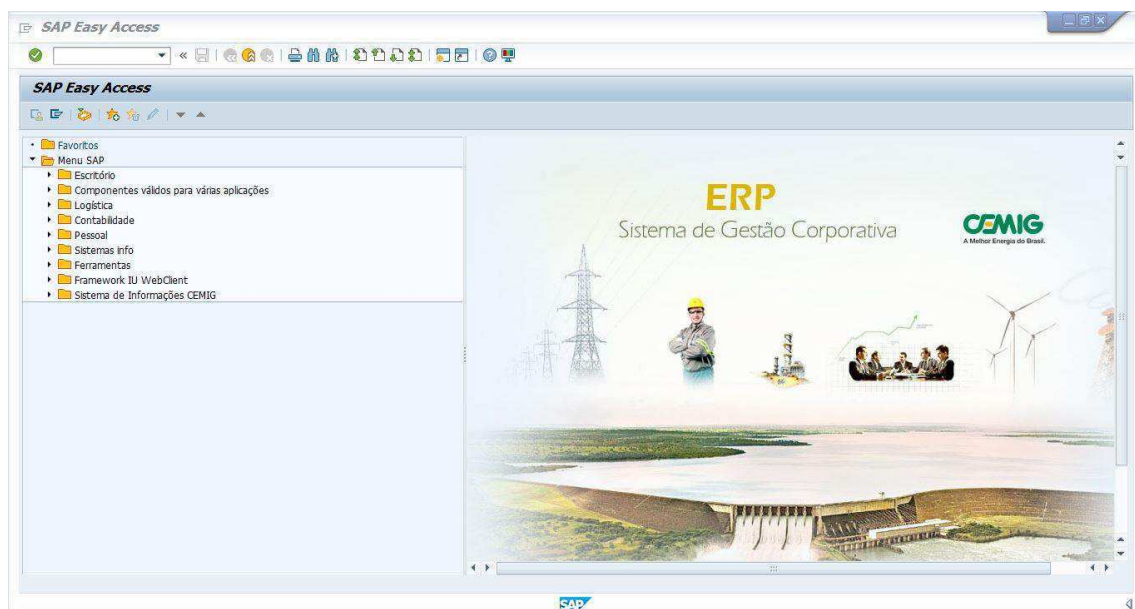 SAP Easy Access
SAP Easy Access
Favoritos
Menu SAP
Escritório
Componentes válidos para várias aplicações
Logística
Contabilidade
Pessoal
Sistemas info
Ferramentas
Framework IU WebClient
Sistema de Informações CEMIG
ERP
Sistema de Gestão Corporativa
CEMIG
A Melhor Energia do Brasil.
SAP